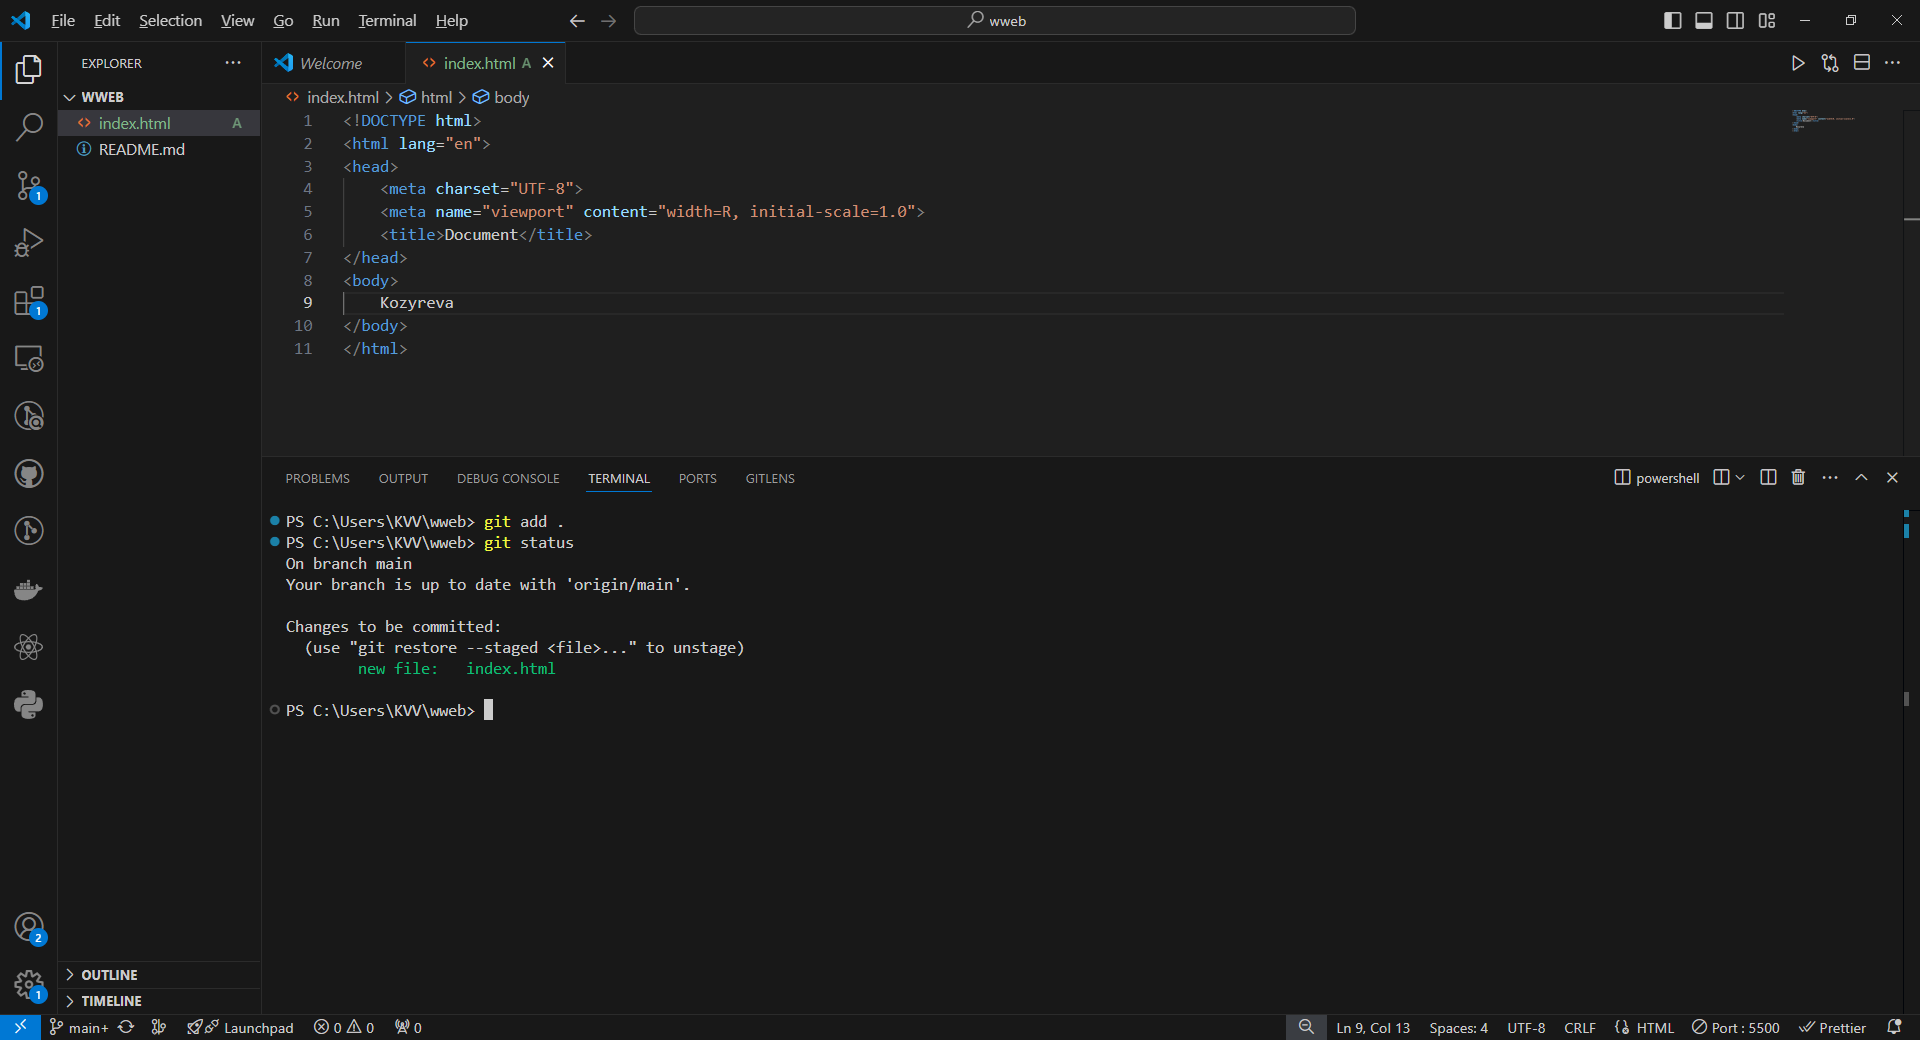 File Edit Selection View Go Run Terminal Help
wweb
EXPLORER
WWEB
index.html A
README.md
OUTLINE
TIMELINE
1
1
2
1
Welcome
index.html A
index.html > html > body
1 <!DOCTYPE html>
2 <html lang="en">
3 <head>
4 <meta charset="UTF-8">
5 <meta name="viewport" content="width=R, initial-scale=1.0">
6 <title>Document</title>
7 </head>
8 <body>
9 Kozyreva
10 </body>
11 </html>
PROBLEMS OUTPUT DEBUG CONSOLE TERMINAL PORTS GITLENS
powershell
PS C:\Users\KVV\wweb> git add .
PS C:\Users\KVV\wweb> git status
On branch main
Your branch is up to date with 'origin/main'.
Changes to be committed:
(use "git restore --staged <file>..." to unstage)
new file: index.html
PS C:\Users\KVV\wweb>
main+ Launchpad 0 0 0
Ln 9, Col 13 Spaces: 4 UTF-8 CRLF HTML Port : 5500 Prettier